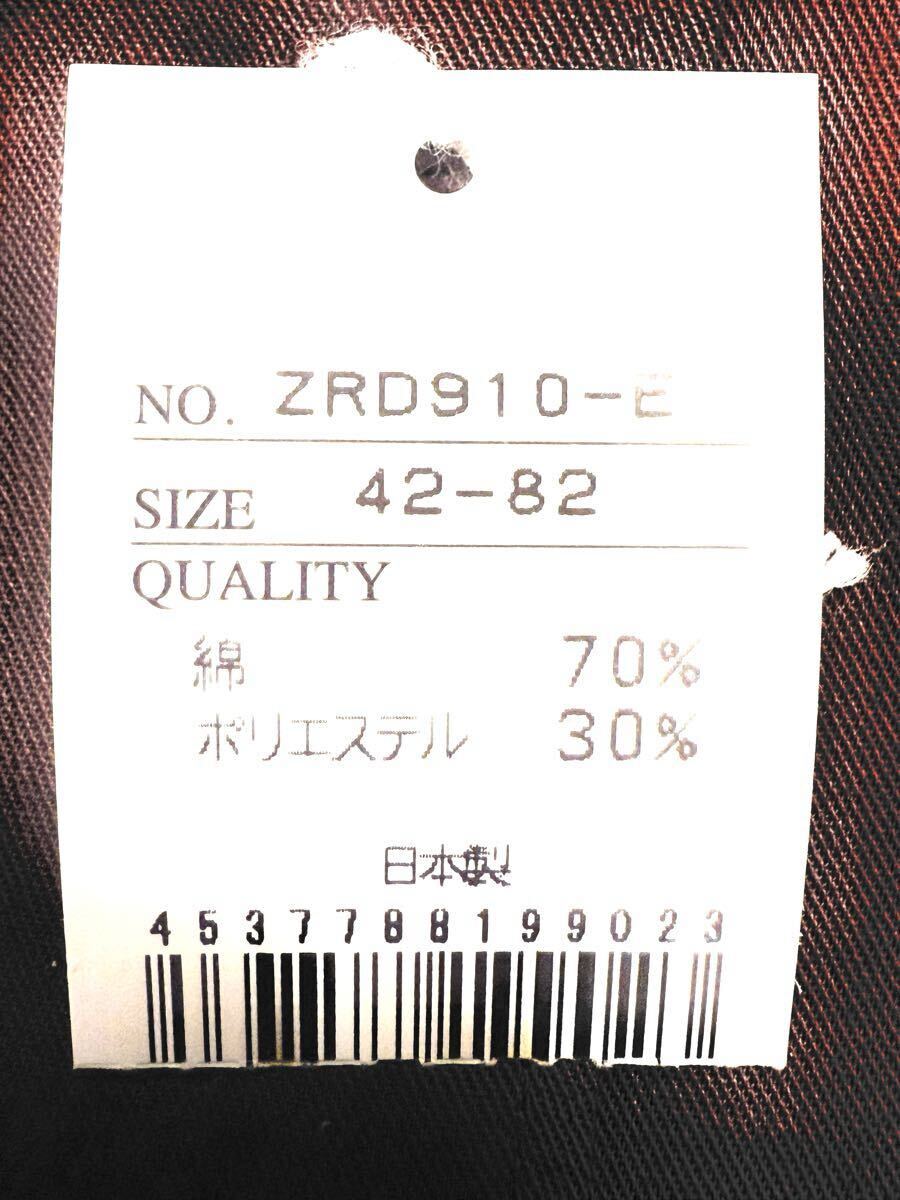 NO. ZRD910-E
SIZE 42-82
QUALITY
綿 70%
ポリエステル 30%
日本製
4537788199023